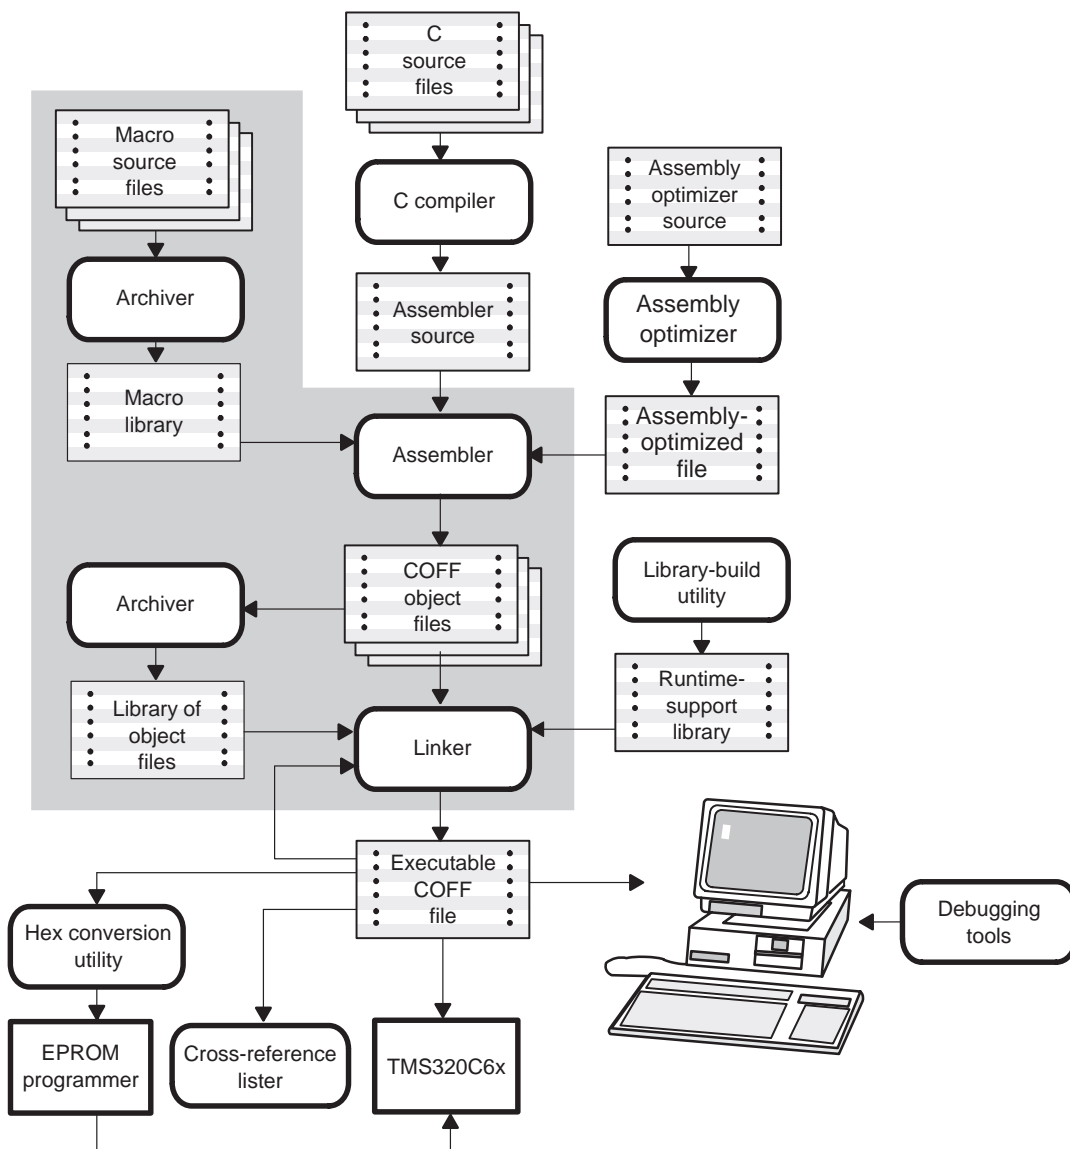 C
source
files
Macro
source
files
C compiler
Assembly
optimizer
source
Archiver
Assembler
source
Assembly
optimizer
Macro
library
Assembler
Assembly-
optimized
file
Archiver
COFF
object
files
Library-build
utility
Library of
object
files
Linker
Runtime-
support
library
Executable
COFF
file
Hex conversion
utility
Debugging
tools
EPROM
programmer
Cross-reference
lister
TMS320C6x